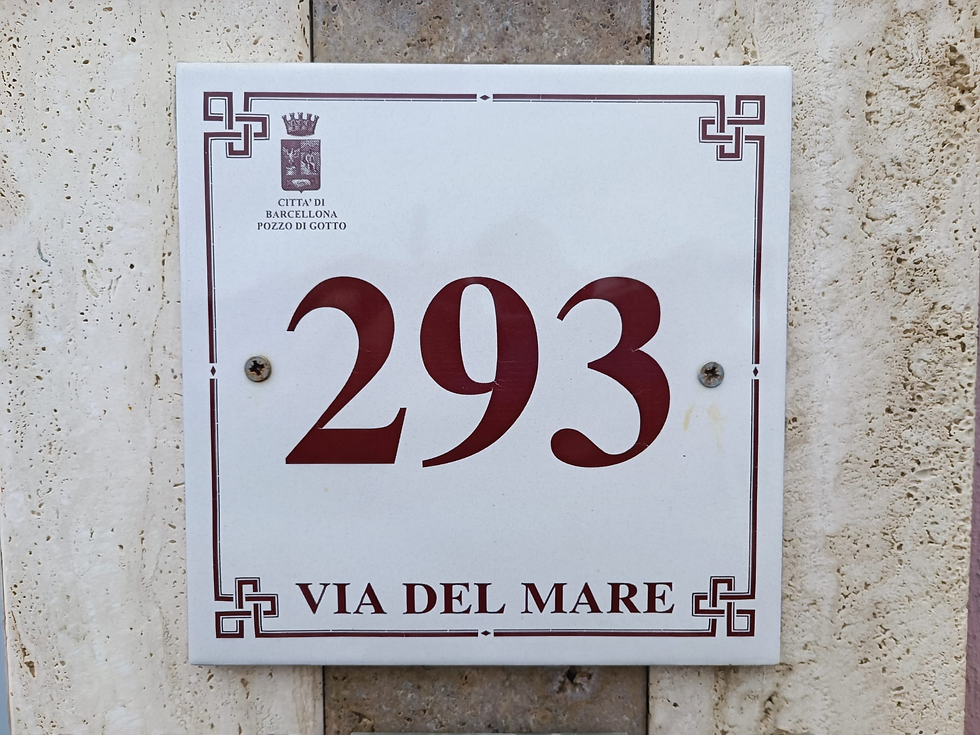 CITTA' DI
BARCELLONA
POZZO DI GOTTO
293
VIA DEL MARE